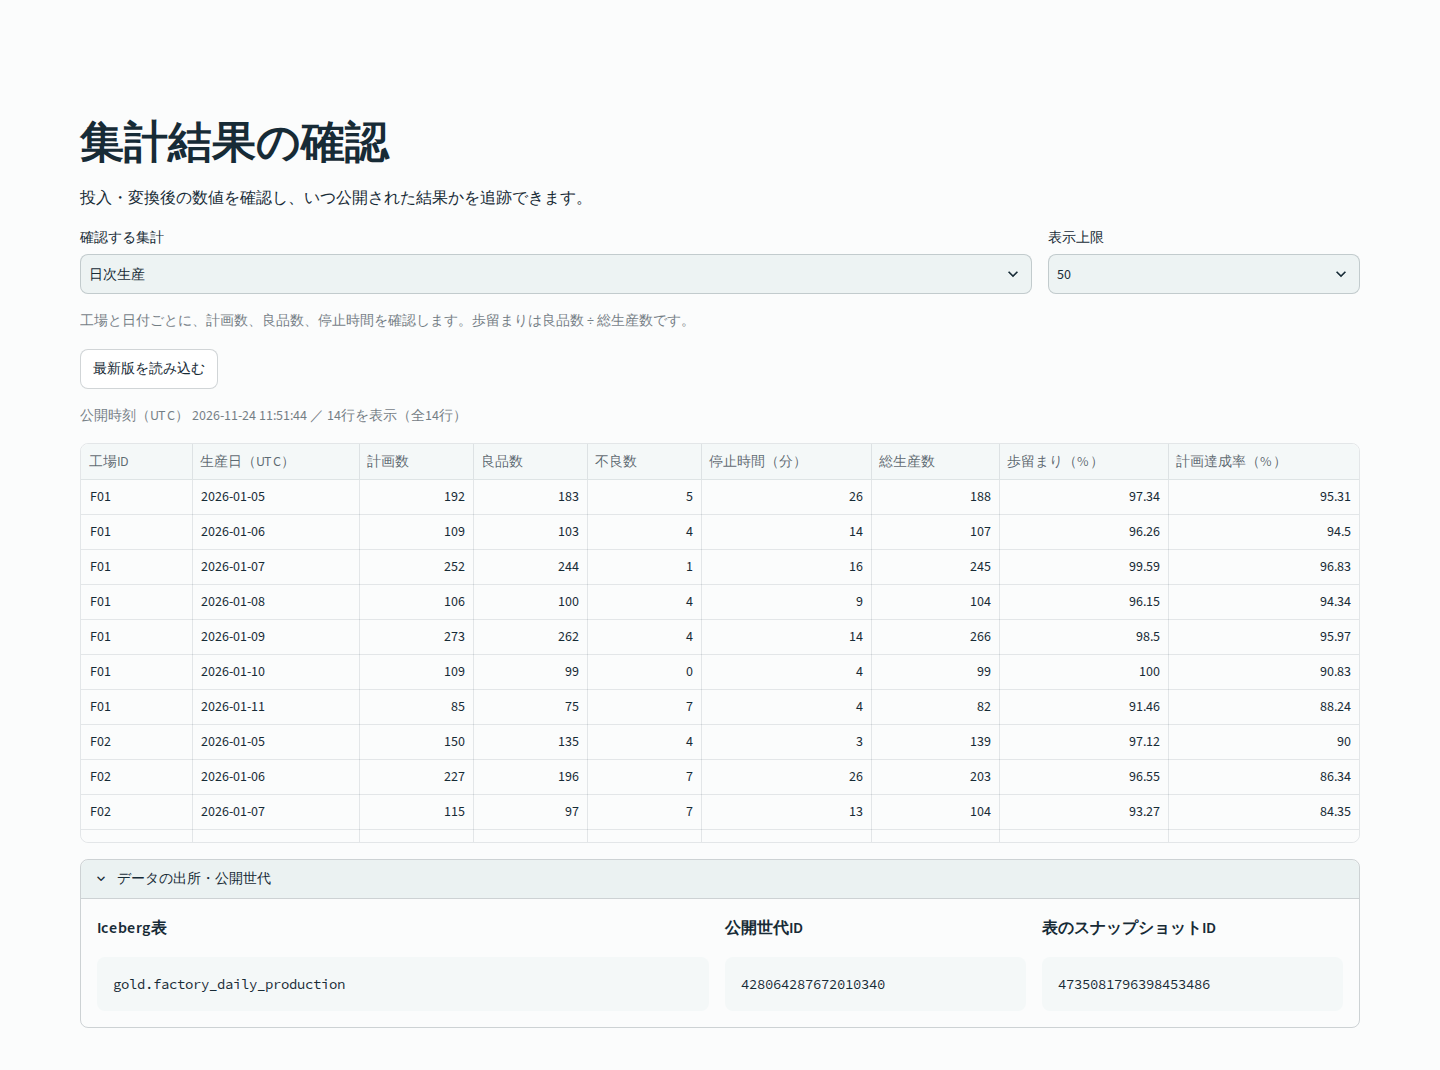 集計結果の確認
投入・変換後の数値を確認し、いつ公開された結果かを追跡できます。
確認する集計 表示上限
日次生産 50
工場と日付ごとに、計画数、良品数、停止時間を確認します。歩留まりは良品数÷総生産数です。
最新版を読み込む
公開時刻（UTC） 2026-11-24 11:51:44 ／ 14行を表示（全14行）
工場ID 生産日（UTC） 計画数 良品数 不良数 停止時間（分） 総生産数 歩留まり（%） 計画達成率（%）
F01 2026-01-05 192 183 5 26 188 97.34 95.31
F01 2026-01-06 109 103 4 14 107 96.26 94.5
F01 2026-01-07 252 244 1 16 245 99.59 96.83
F01 2026-01-08 106 100 4 9 104 96.15 94.34
F01 2026-01-09 273 262 4 14 266 98.5 95.97
F01 2026-01-10 109 99 0 4 99 100 90.83
F01 2026-01-11 85 75 7 4 82 91.46 88.24
F02 2026-01-05 150 135 4 3 139 97.12 90
F02 2026-01-06 227 196 7 26 203 96.55 86.34
F02 2026-01-07 115 97 7 13 104 93.27 84.35
データの出所・公開世代
Iceberg表 公開世代ID 表のスナップショットID
gold.factory_daily_production 428064287672010340 4735081796398453486